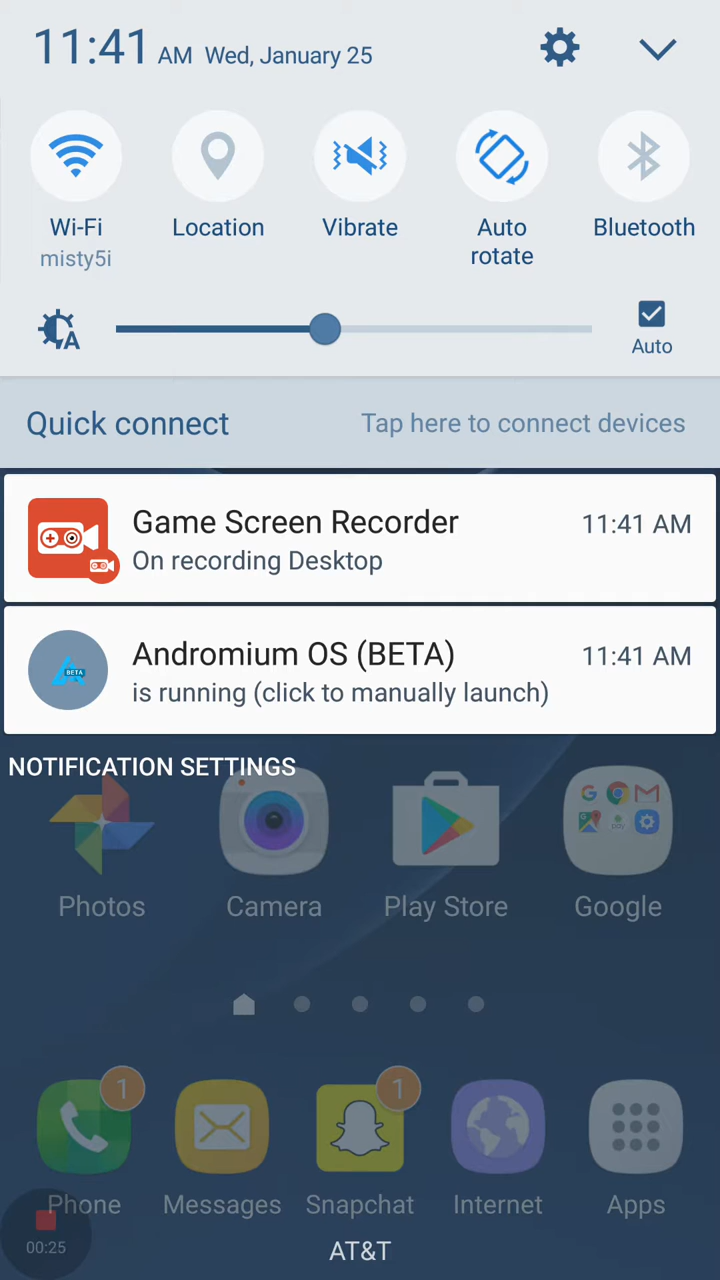 11:41 AM Wed, January 25
Wi-Fi
misty5i
Location
Vibrate
Auto
rotate
Bluetooth
A
Auto
Quick connect
Tap here to connect devices
Game Screen Recorder
11:41 AM
On recording Desktop
BETA
Andromium OS (BETA)
11:41 AM
is running (click to manually launch)
NOTIFICATION SETTINGS
Photos
Camera
Play Store
Google
1
1
Phone
Messages
Snapchat
Internet
Apps
00:25
AT&T